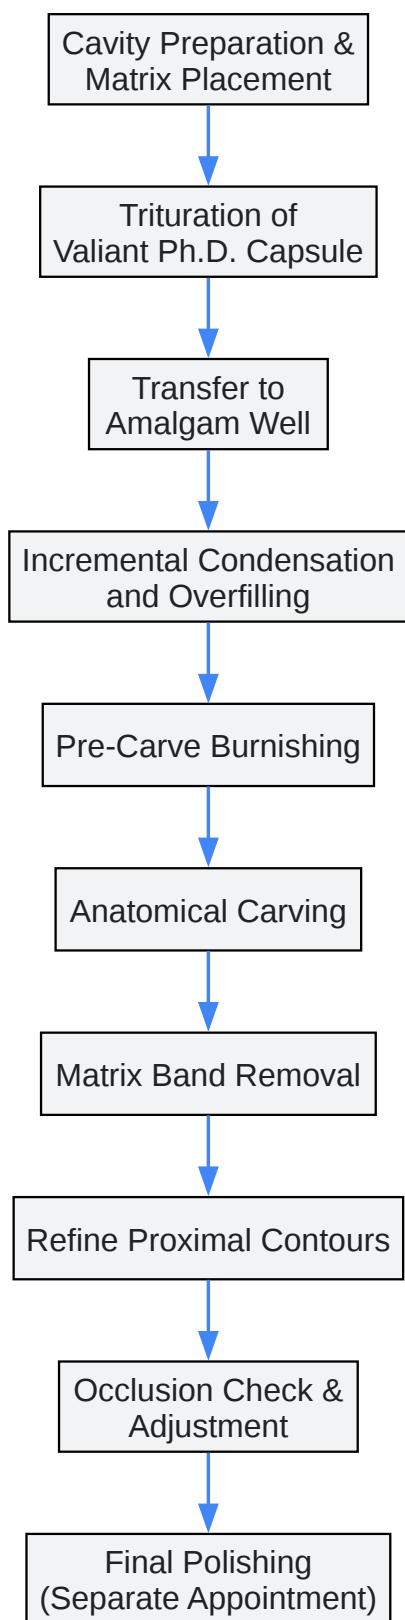 Cavity Preparation &
Matrix Placement
Trituration of
Valiant Ph.D. Capsule
Transfer to
Amalgam Well
Incremental Condensation
and Overfilling
Pre-Carve Burnishing
Anatomical Carving
Matrix Band Removal
Refine Proximal Contours
Occlusion Check &
Adjustment
Final Polishing
(Separate Appointment)